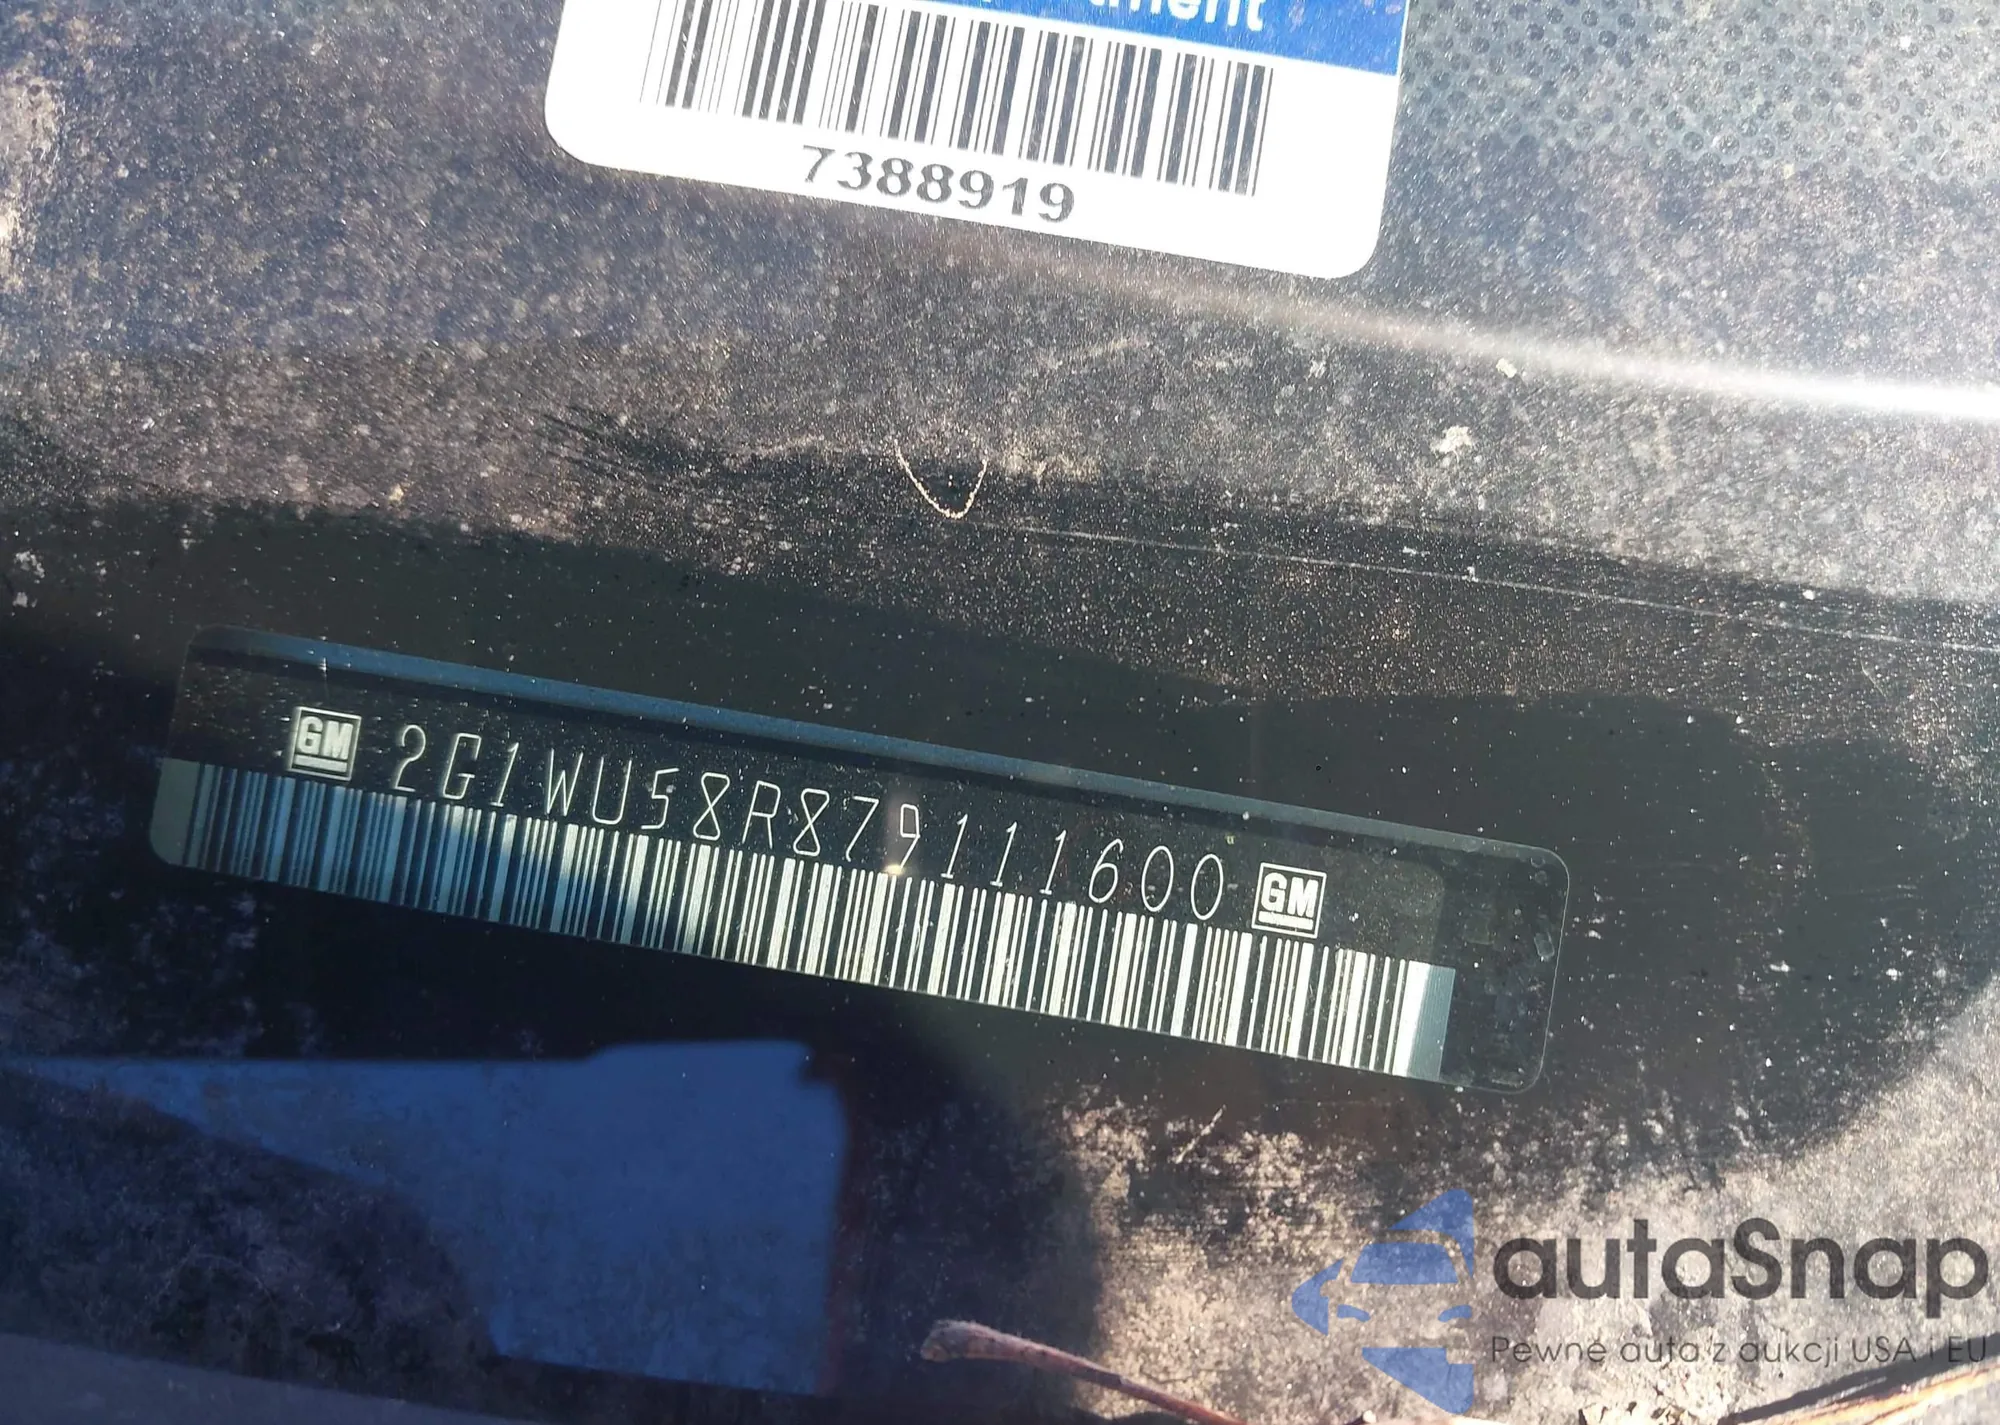 7388919
GM 2G1WU58R879111600 GM
autaSnap
Pewne auta z aukcji USA i EU